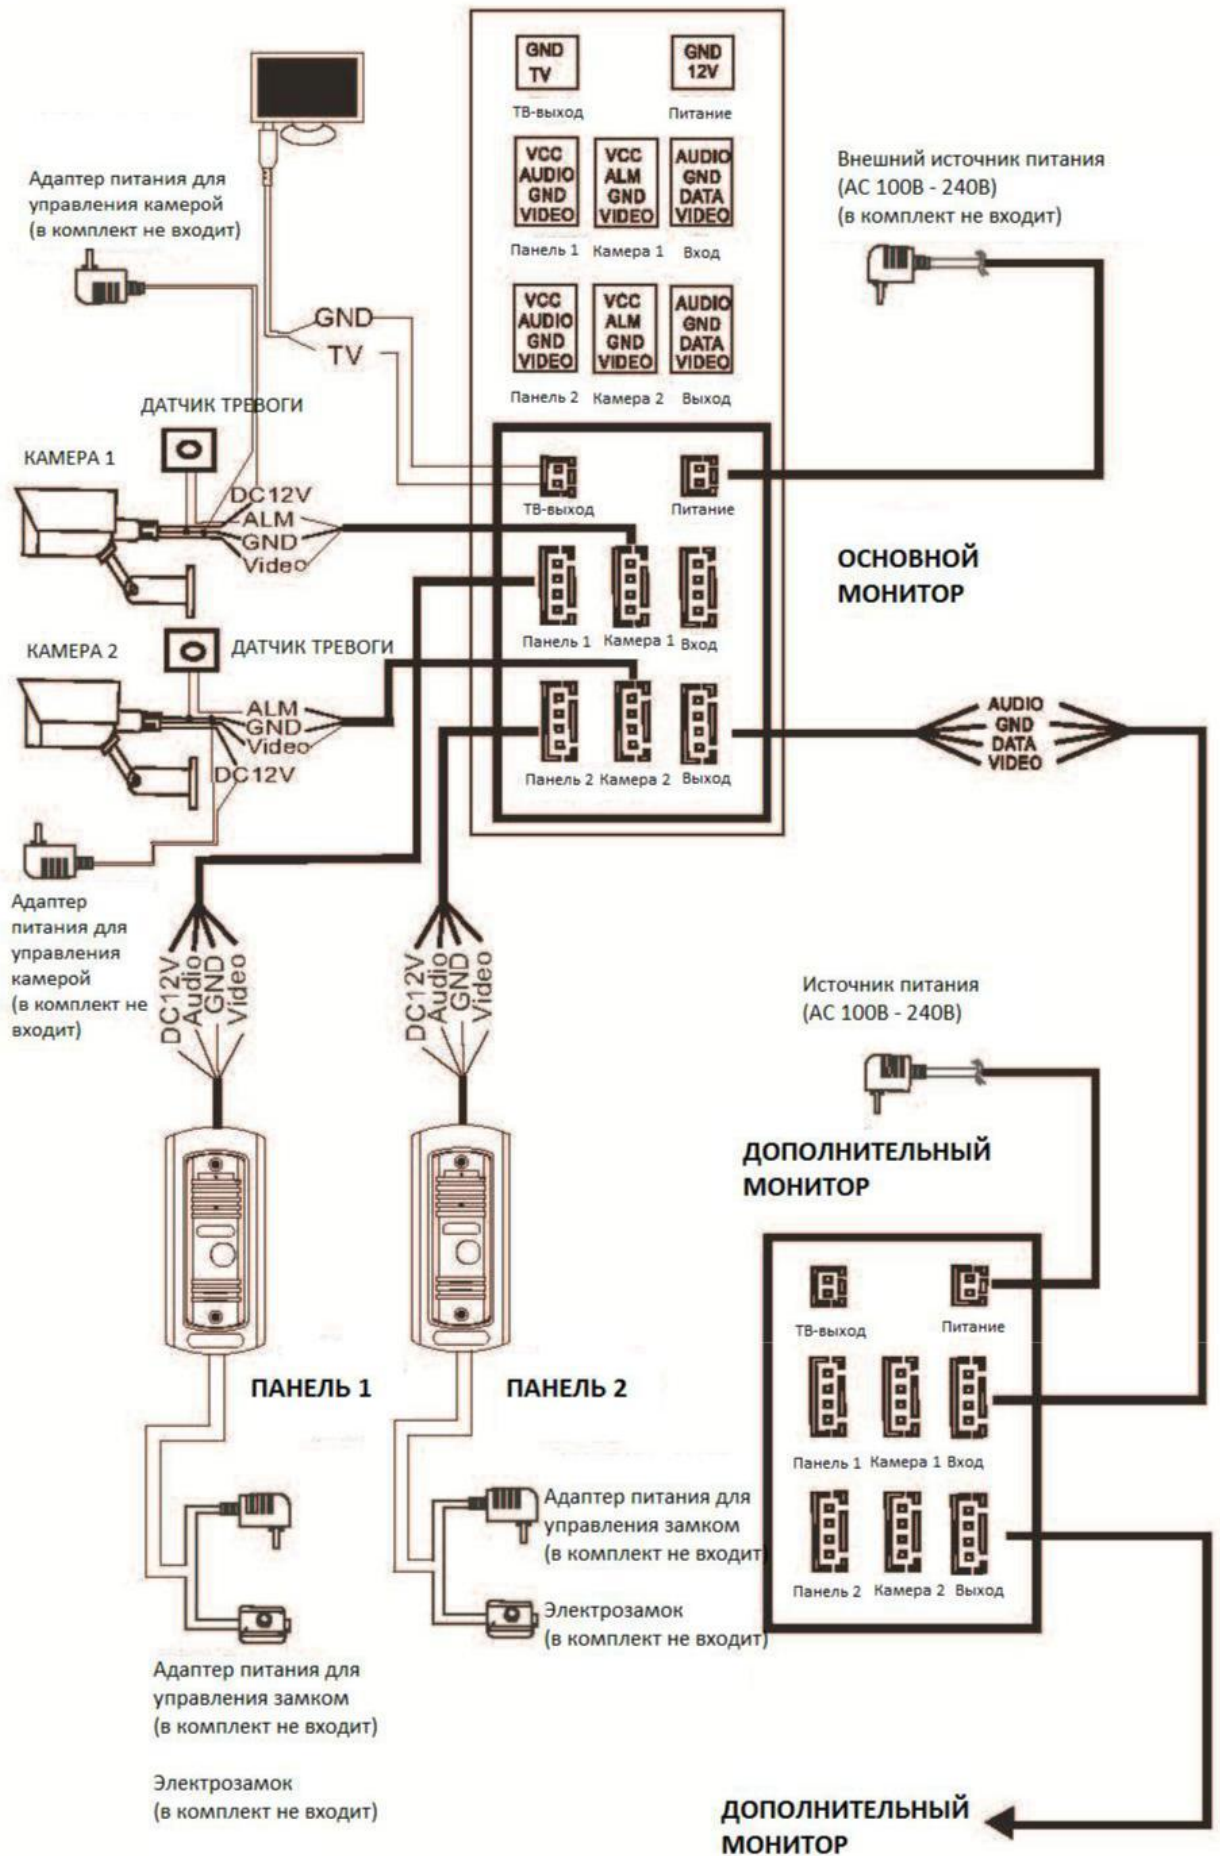 GND
TV
ТВ-выход
GND
12V
Питание
VCC
AUDIO
GND
VIDEO
Панель 1
VCC
ALM
GND
VIDEO
Камера 1
AUDIO
GND
DATA
VIDEO
Вход
VCC
AUDIO
GND
VIDEO
Панель 2
VCC
ALM
GND
VIDEO
Камера 2
AUDIO
GND
DATA
VIDEO
Выход
Адаптер питания для
управления камерой
(в комплект не входит)
Внешний источник питания
(АС 100В - 240В)
(в комплект не входит)
GND
TV
ДАТЧИК ТРЕВОГИ
КАМЕРА 1
DC12V
ALM
GND
Video
ТВ-выход
Питание
Панель 1
Камера 1
Вход
ОСНОВНОЙ
МОНИТОР
КАМЕРА 2
ДАТЧИК ТРЕВОГИ
ALM
GND
Video
DC12V
Панель 2
Камера 2
Выход
AUDIO
GND
DATA
VIDEO
Адаптер
питания для
управления
камерой
(в комплект не
входит)
DC12V
Audio
GND
Video
DC12V
Audio
GND
Video
Источник питания
(АС 100В - 240В)
ДОПОЛНИТЕЛЬНЫЙ
МОНИТОР
ТВ-выход
Питание
Панель 1
Камера 1
Вход
Панель 2
Камера 2
Выход
ПАНЕЛЬ 1
ПАНЕЛЬ 2
Адаптер питания для
управления замком
(в комплект не входит)
Электрозамок
(в комплект не входит)
Адаптер питания для
управления замком
(в комплект не входит)
Электрозамок
(в комплект не входит)
ДОПОЛНИТЕЛЬНЫЙ
МОНИТОР